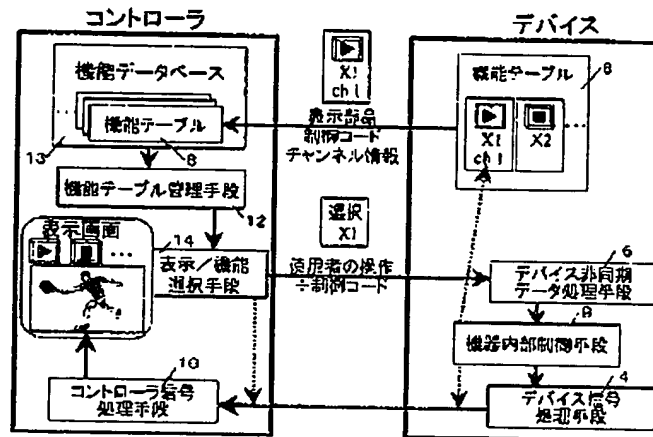 コントローラ
デバイス
機能データベース
機能テーブル
13
8
機能テーブル管理手段
12
表示画面
14
表示/機能
選択手段
10
コントローラ信号
処理手段
X1
ch1
表示部品
制御コード
チャンネル情報
選択
X1
使用者の操作
+制御コード
機能テーブル
8
X1
ch1
X2
6
デバイス非同期
データ処理手段
機器内部制御手段
4
デバイス信号
処理手段